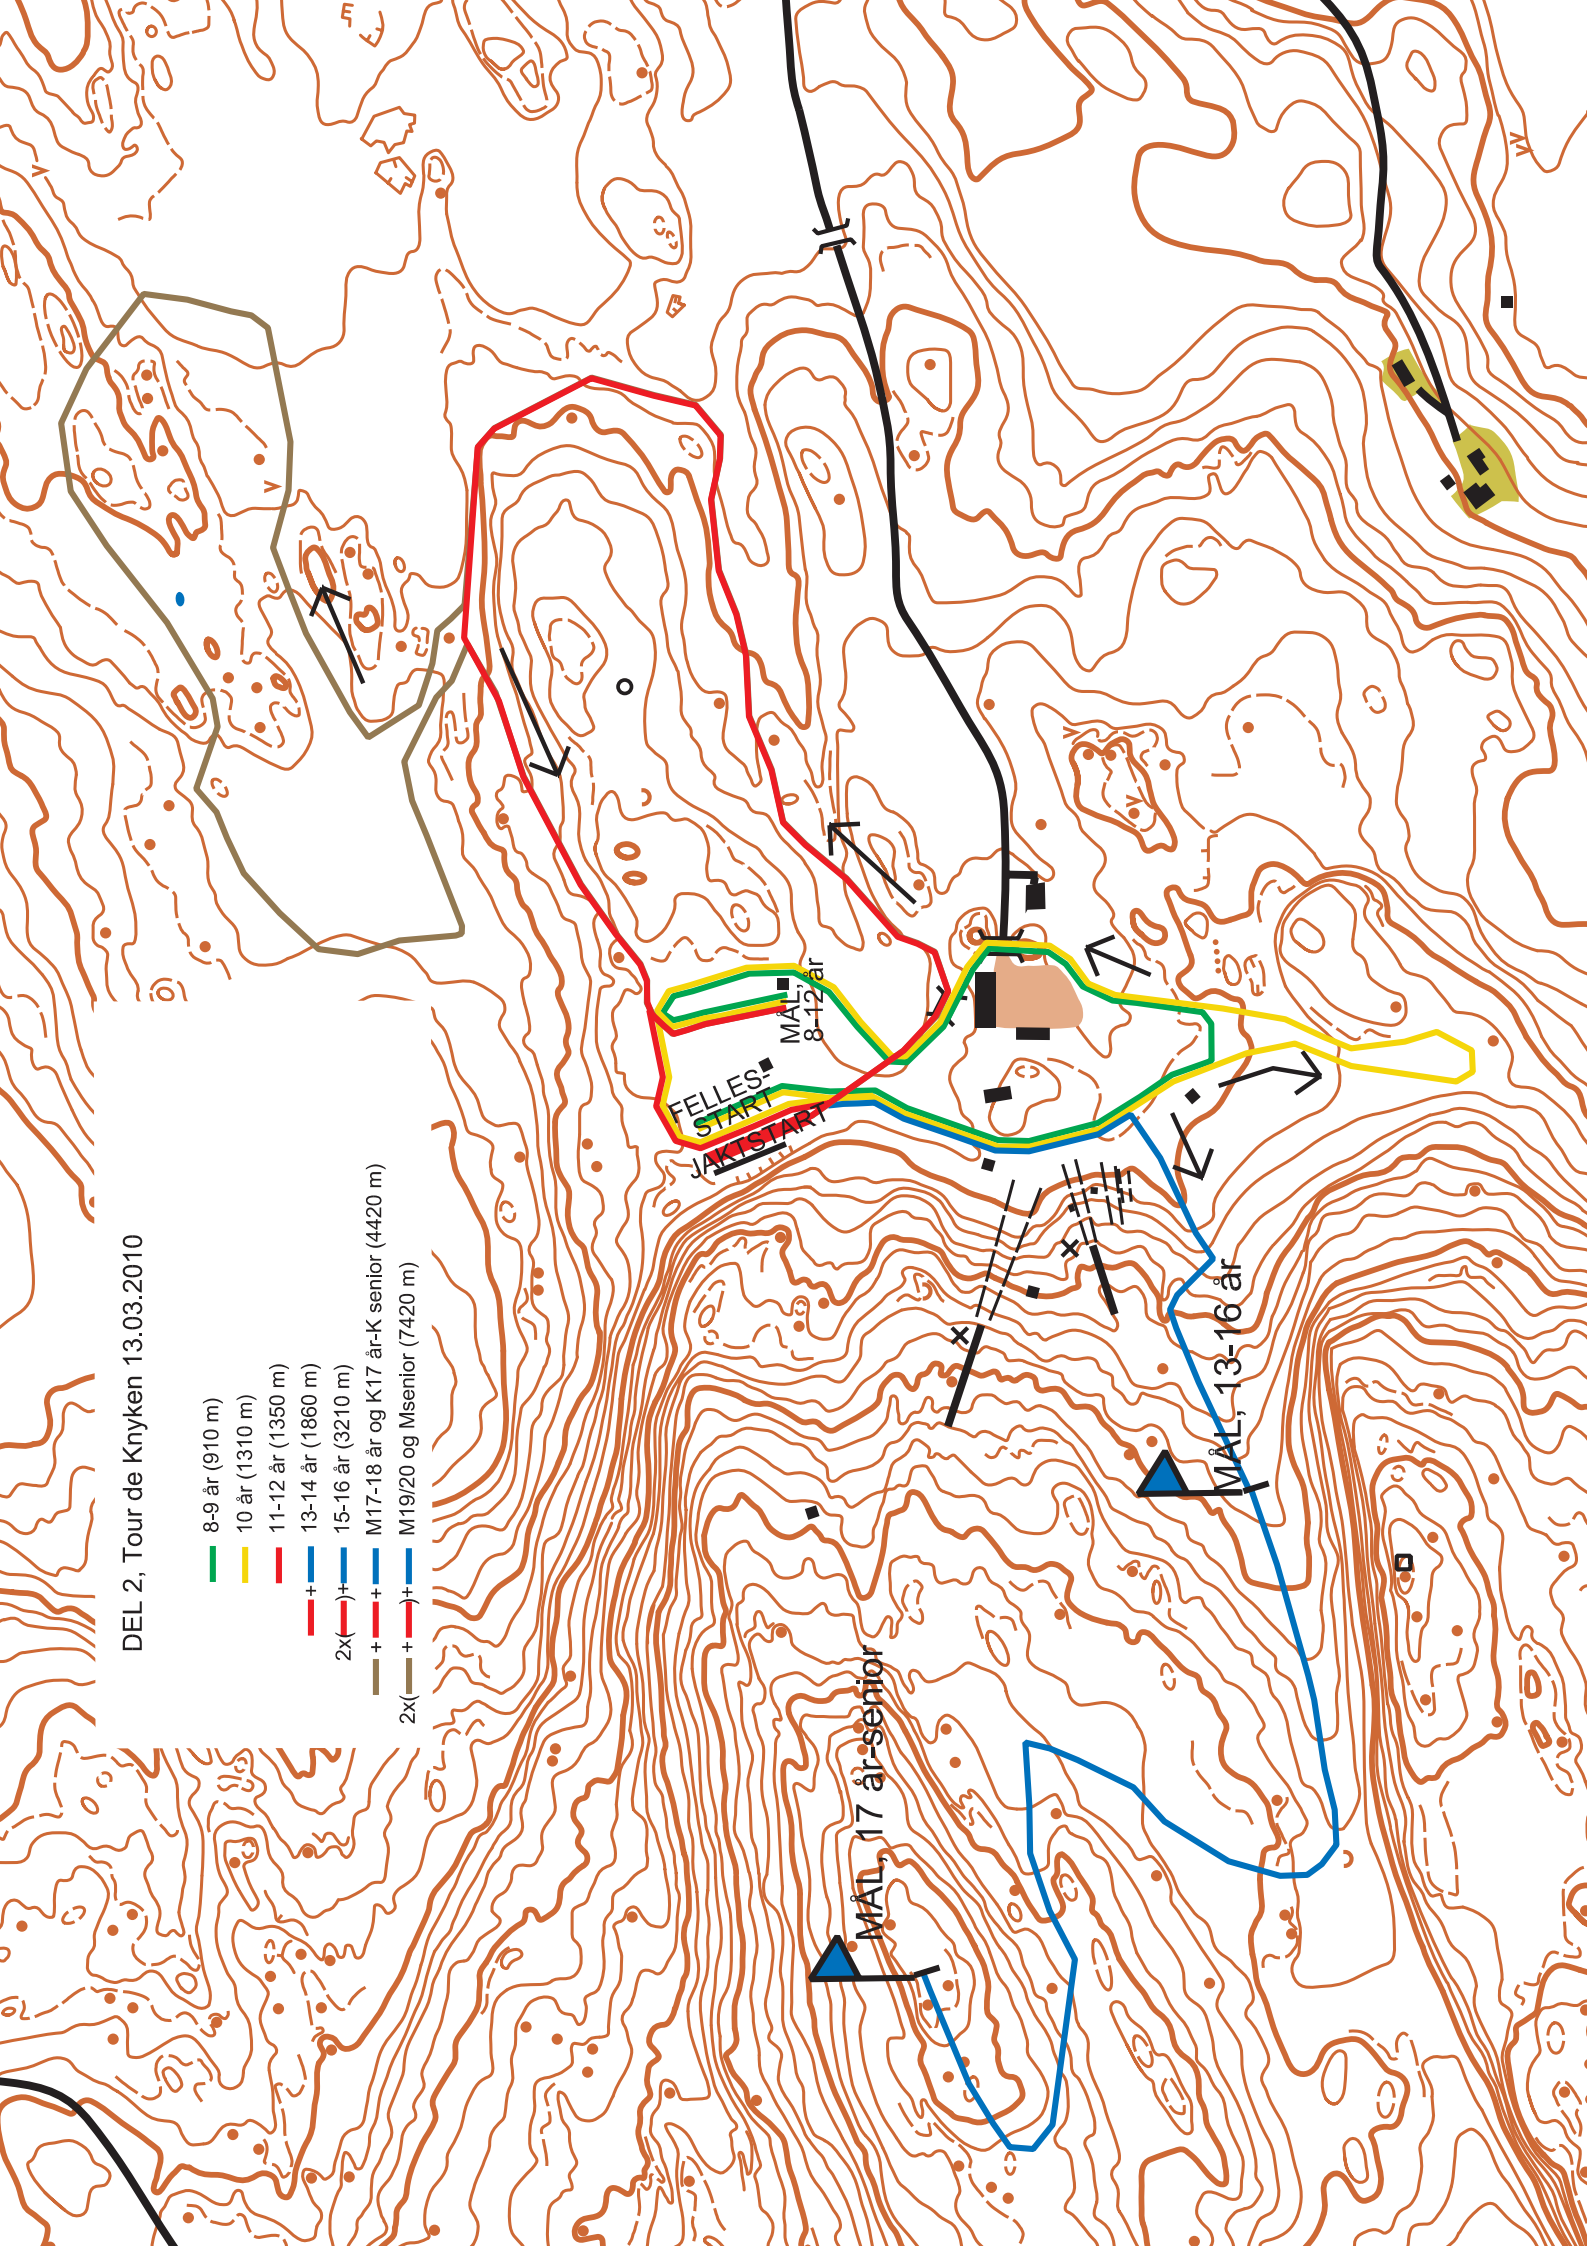 DEL 2, Tour de Knyken 13.03.2010
8-9 år (910 m)
10 år (1310 m)
11-12 år (1350 m)
+ 13-14 år (1860 m)
2x( )+ 15-16 år (3210 m)
+ + M17-18 år og K17 år-K senior (4420 m)
2x( + )+ M19/20 og Msenior (7420 m)
MÅL,
8-12 år
FELLES-
START
JAKTSTART
MÅL, 13-16 år
MÅL, 17 år-senior